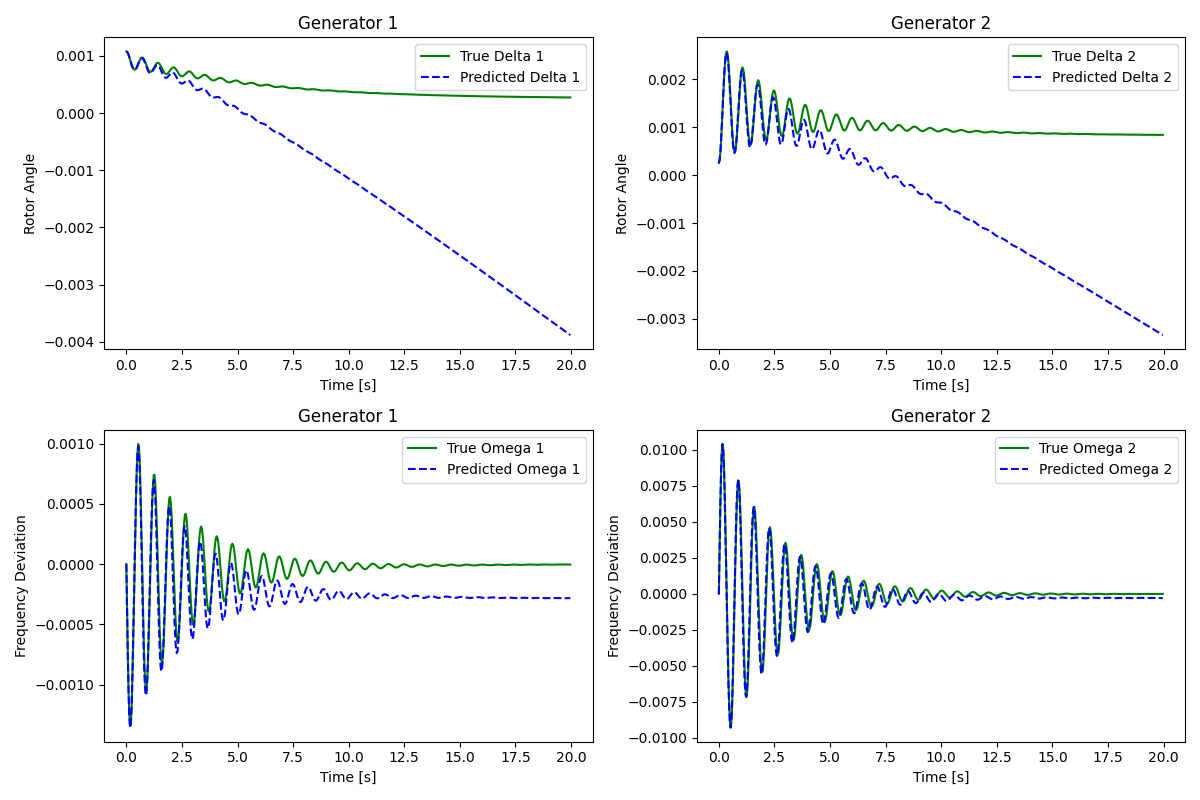 Generator 1
0.001
0.000
−0.001
−0.002
−0.003
−0.004
Rotor Angle
True Delta 1
Predicted Delta 1
0.0 2.5 5.0 7.5 10.0 12.5 15.0 17.5 20.0
Time [s]
Generator 2
0.002
0.001
0.000
−0.001
−0.002
−0.003
Rotor Angle
True Delta 2
Predicted Delta 2
0.0 2.5 5.0 7.5 10.0 12.5 15.0 17.5 20.0
Time [s]
Generator 1
0.0010
0.0005
0.0000
−0.0005
−0.0010
Frequency Deviation
True Omega 1
Predicted Omega 1
0.0 2.5 5.0 7.5 10.0 12.5 15.0 17.5 20.0
Time [s]
Generator 2
0.0100
0.0075
0.0050
0.0025
0.0000
−0.0025
−0.0050
−0.0075
−0.0100
Frequency Deviation
True Omega 2
Predicted Omega 2
0.0 2.5 5.0 7.5 10.0 12.5 15.0 17.5 20.0
Time [s]